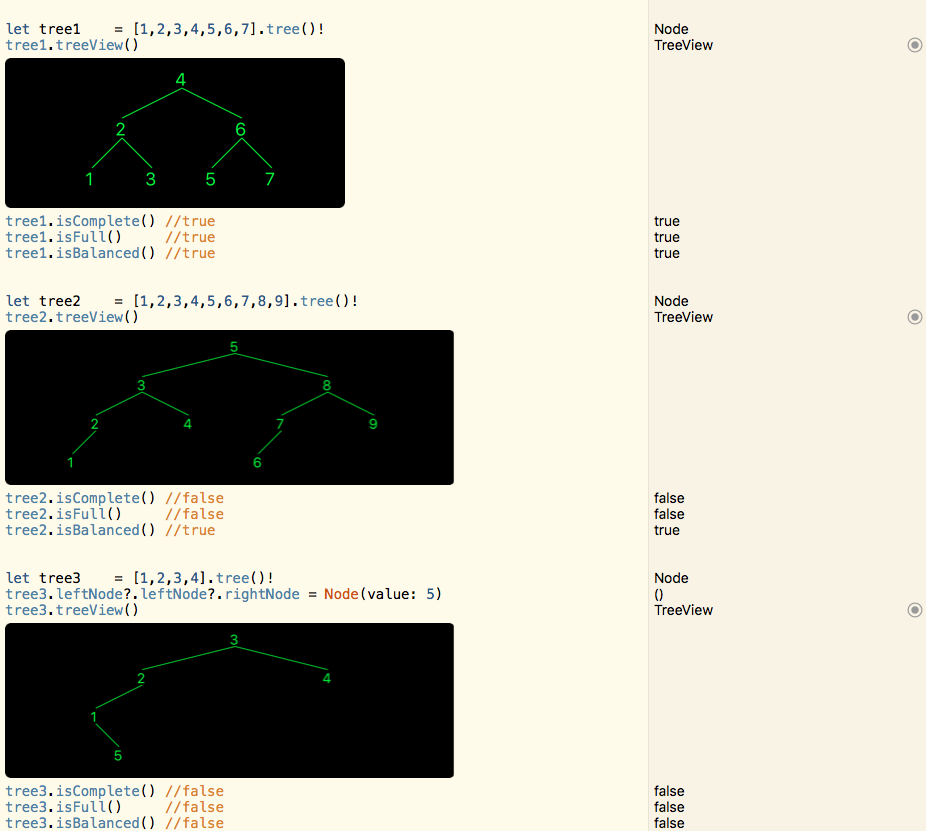 let tree1    = [1,2,3,4,5,6,7].tree()! Node
tree1.treeView() TreeView
4
2 6
1 3 5 7
tree1.isComplete() //true true
tree1.isFull()     //true true
tree1.isBalanced() //true true
let tree2    = [1,2,3,4,5,6,7,8,9].tree()! Node
tree2.treeView() TreeView
5
3 8
2 4 7 9
1 6
tree2.isComplete() //false false
tree2.isFull()     //false false
tree2.isBalanced() //true true
let tree3    = [1,2,3,4].tree()! Node
tree3.leftNode?.leftNode?.rightNode = Node(value: 5) ()
tree3.treeView() TreeView
3
2 4
1
5
tree3.isComplete() //false false
tree3.isFull()     //false false
tree3.isBalanced() //false false